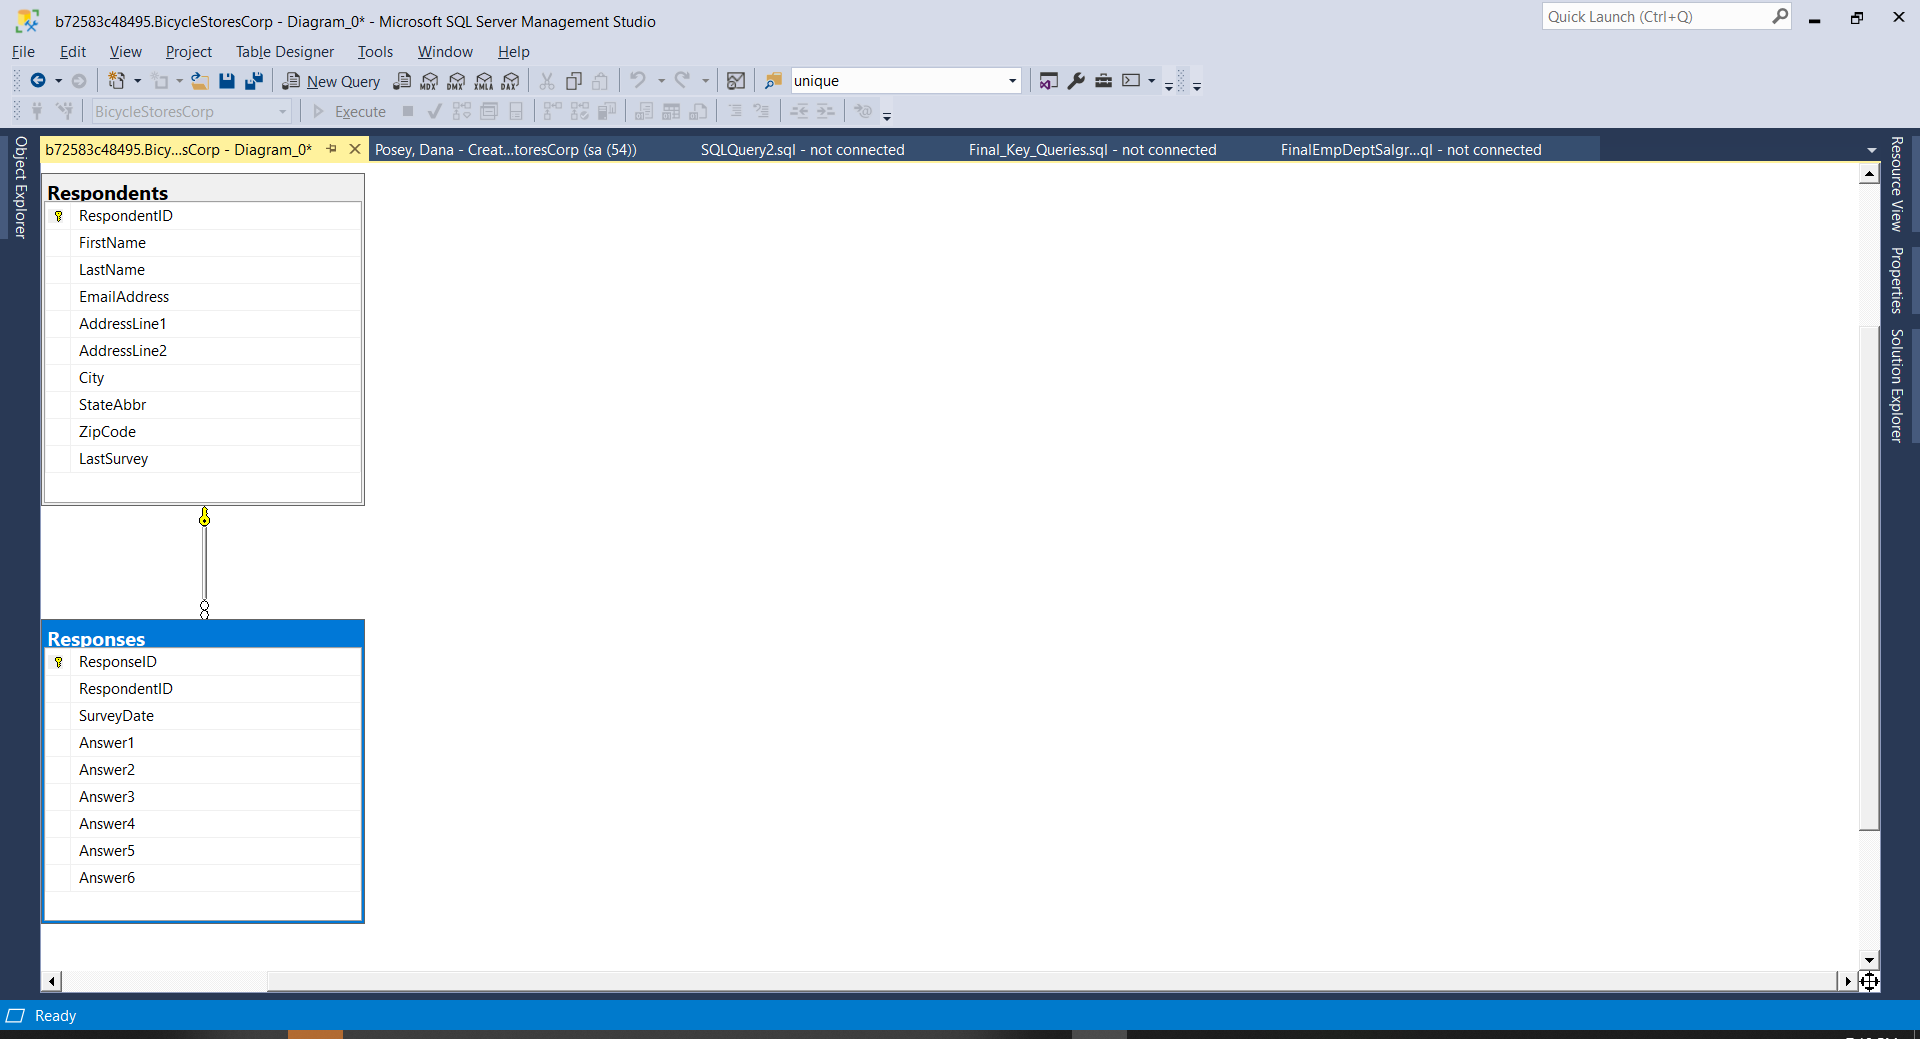 b72583c48495.BicycleStoresCorp - Diagram_0* - Microsoft SQL Server Management Studio
Quick Launch (Ctrl+Q)
File Edit View Project Table Designer Tools Window Help
New Query MDX DMX XMLA DAX unique
BicycleStoresCorp Execute
b72583c48495.Bicy...sCorp - Diagram_0* Posey, Dana - Creat...toresCorp (sa (54)) SQLQuery2.sql - not connected Final_Key_Queries.sql - not connected FinalEmpDeptSalgr...ql - not connected
Object Explorer
Respondents
RespondentID
FirstName
LastName
EmailAddress
AddressLine1
AddressLine2
City
StateAbbr
ZipCode
LastSurvey
Responses
ResponseID
RespondentID
SurveyDate
Answer1
Answer2
Answer3
Answer4
Answer5
Answer6
Resource View
Properties
Solution Explorer
Ready